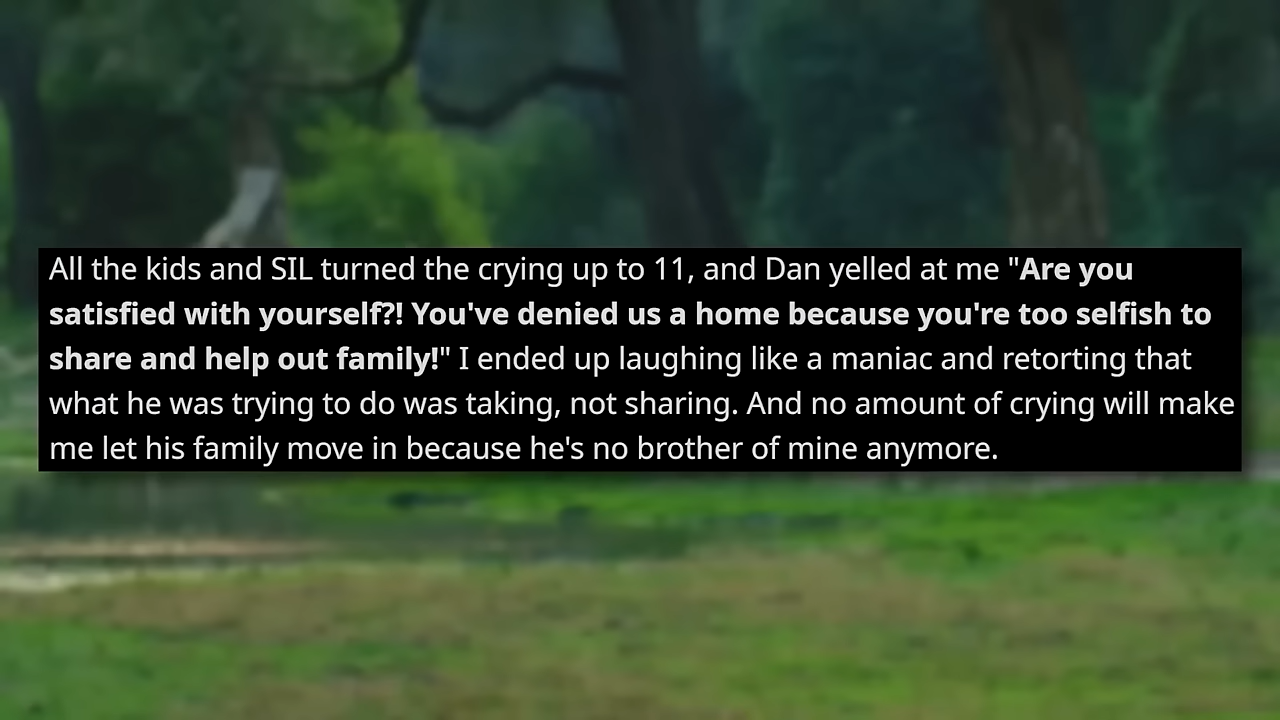 All the kids and SIL turned the crying up to 11, and Dan yelled at me "Are you
satisfied with yourself?! You've denied us a home because you're too selfish to
share and help out family!" I ended up laughing like a maniac and retorting that
what he was trying to do was taking, not sharing. And no amount of crying will make
me let his family move in because he's no brother of mine anymore.